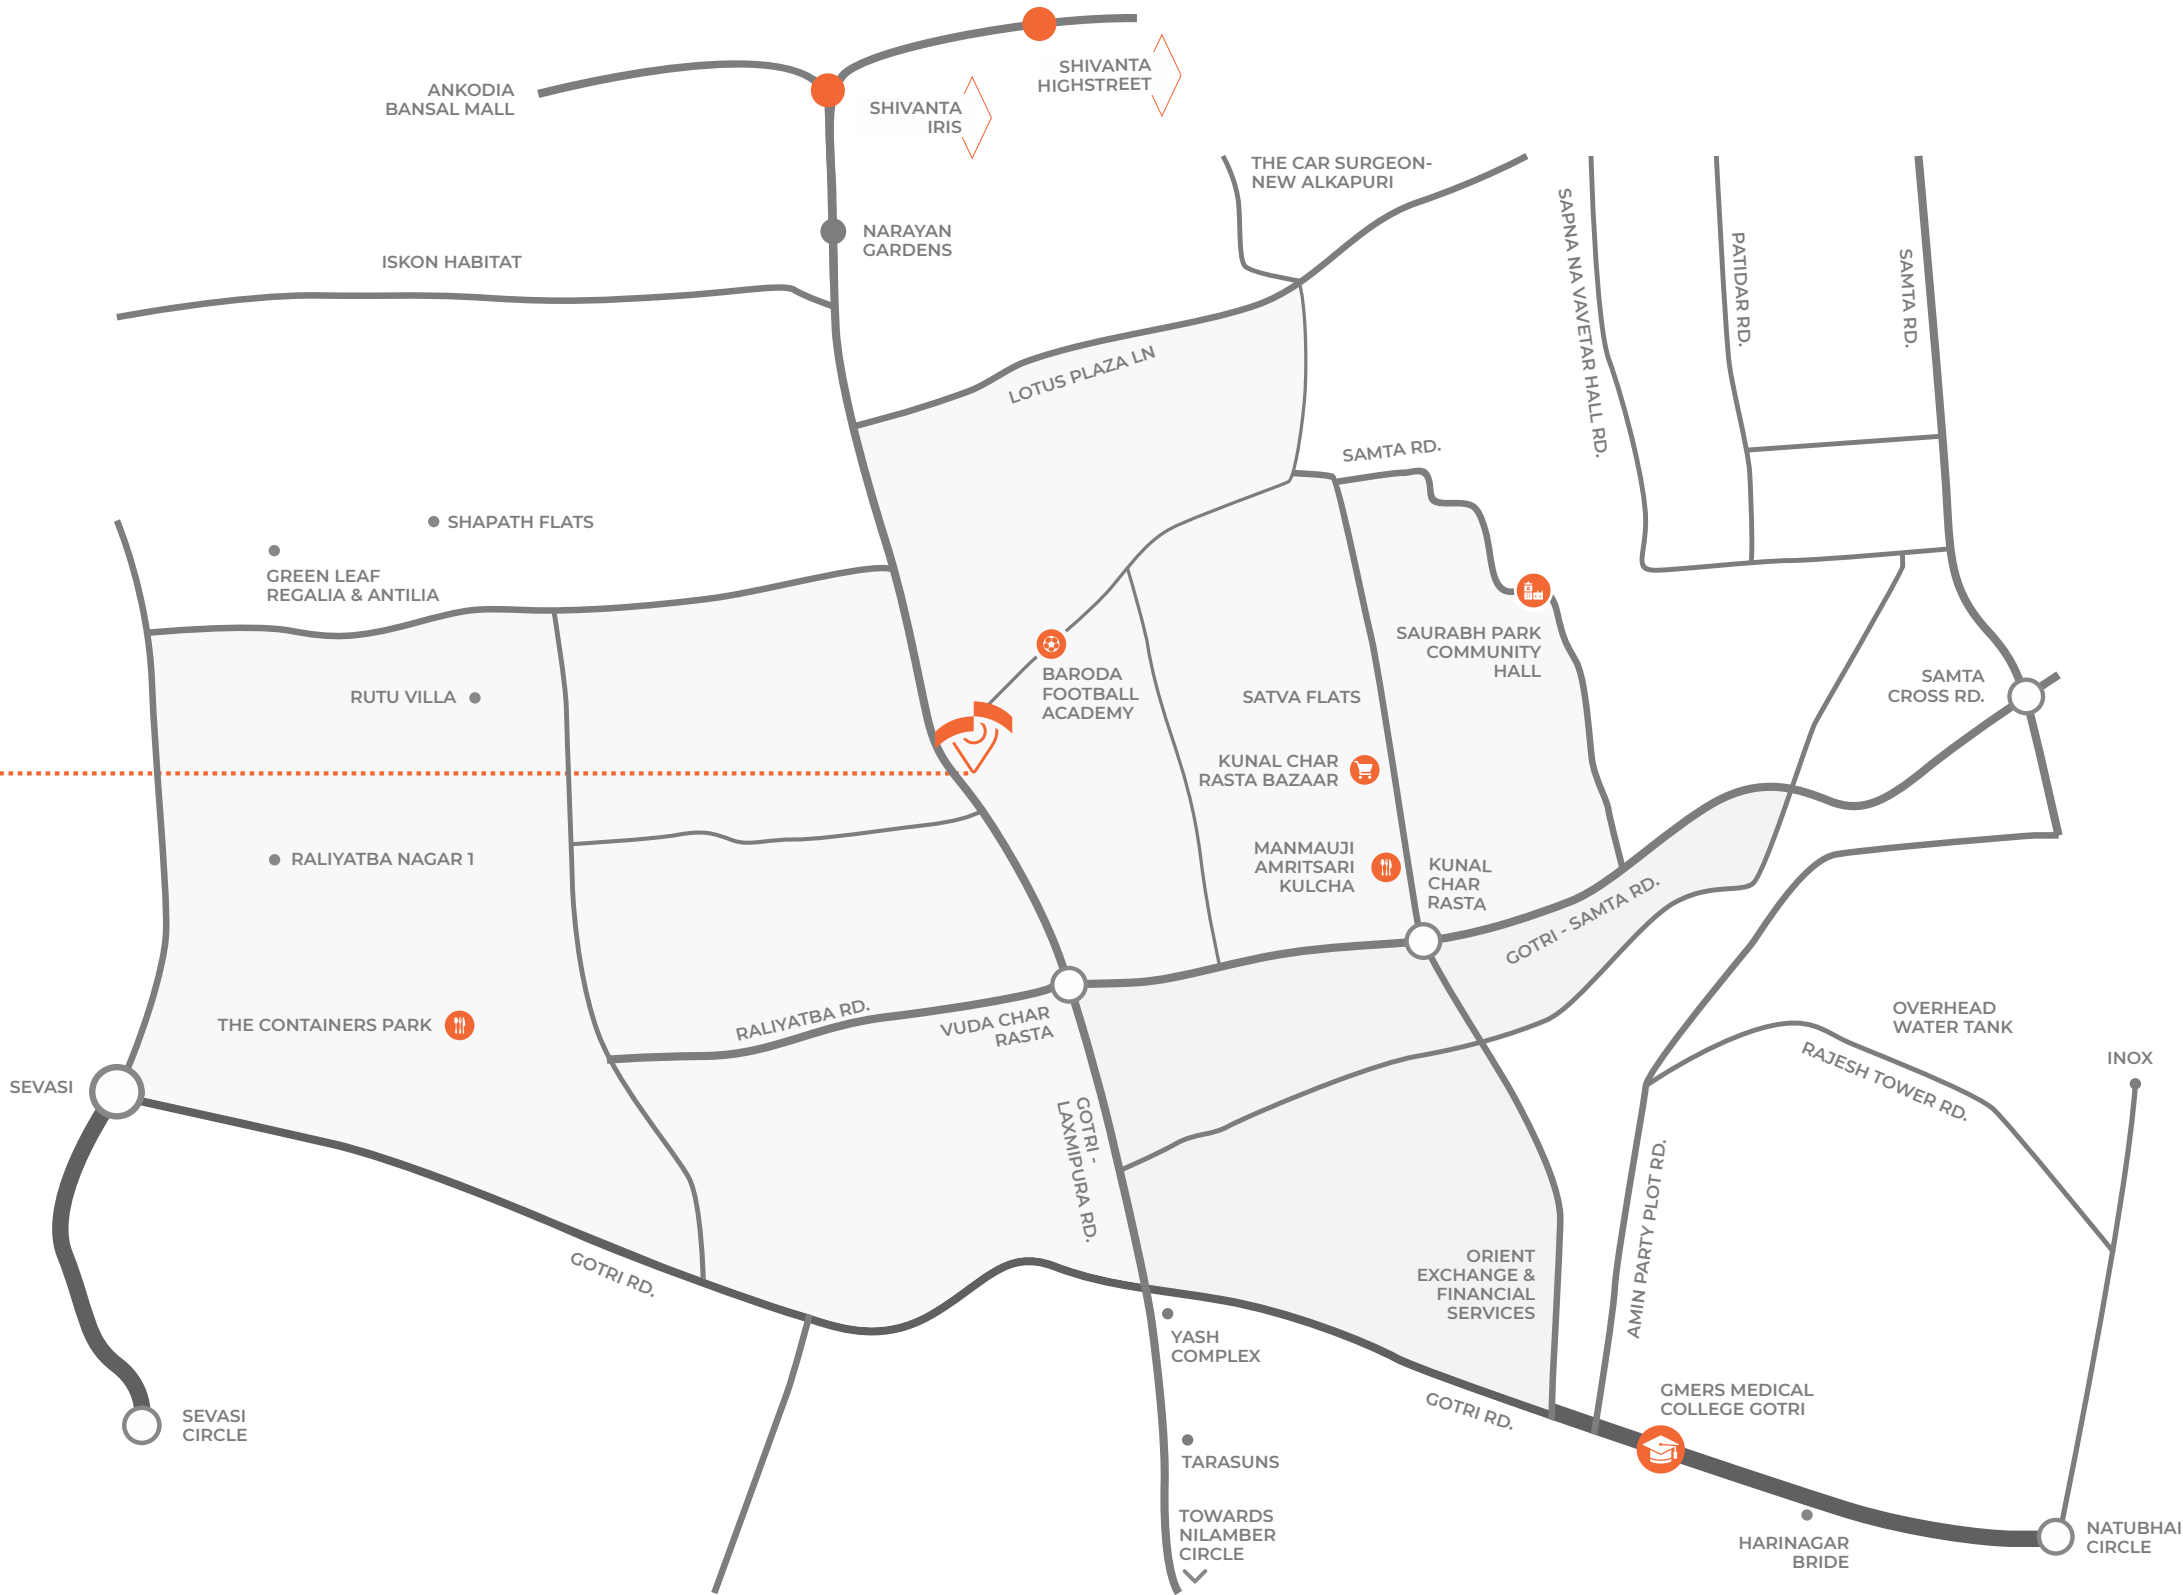 SHIVANTA
HIGHSTREET
ANKODIA
BANSAL MALL
SHIVANTA
IRIS
THE CAR SURGEON-
NEW ALKAPURI
NARAYAN
GARDENS
ISKON HABITAT
SAPNA NA VAVETAR HALL RD.
PATIDAR RD.
SAMTA RD.
LOTUS PLAZA LN
SAMTA RD.
SHAPATH FLATS
GREEN LEAF
REGALIA & ANTILIA
SAURABH PARK
COMMUNITY
HALL
BARODA
FOOTBALL
ACADEMY
RUTU VILLA
SATVA FLATS
SAMTA
CROSS RD.
KUNAL CHAR
RASTA BAZAAR
RALIYATBA NAGAR 1
MANMAUJI
AMRITSARI
KULCHA
KUNAL
CHAR
RASTA
GOTRI - SAMTA RD.
THE CONTAINERS PARK
RALIYATBA RD.
VUDA CHAR
RASTA
OVERHEAD
WATER TANK
RAJESH TOWER RD.
INOX
SEVASI
GOTRI -
LAXMIPURA RD.
AMIN PARTY PLOT RD.
GOTRI RD.
ORIENT
EXCHANGE &
FINANCIAL
SERVICES
YASH
COMPLEX
GOTRI RD.
GMERS MEDICAL
COLLEGE GOTRI
SEVASI
CIRCLE
TARASUNS
TOWARDS
NILAMBER
CIRCLE
HARINAGAR
BRIDE
NATUBHAI
CIRCLE